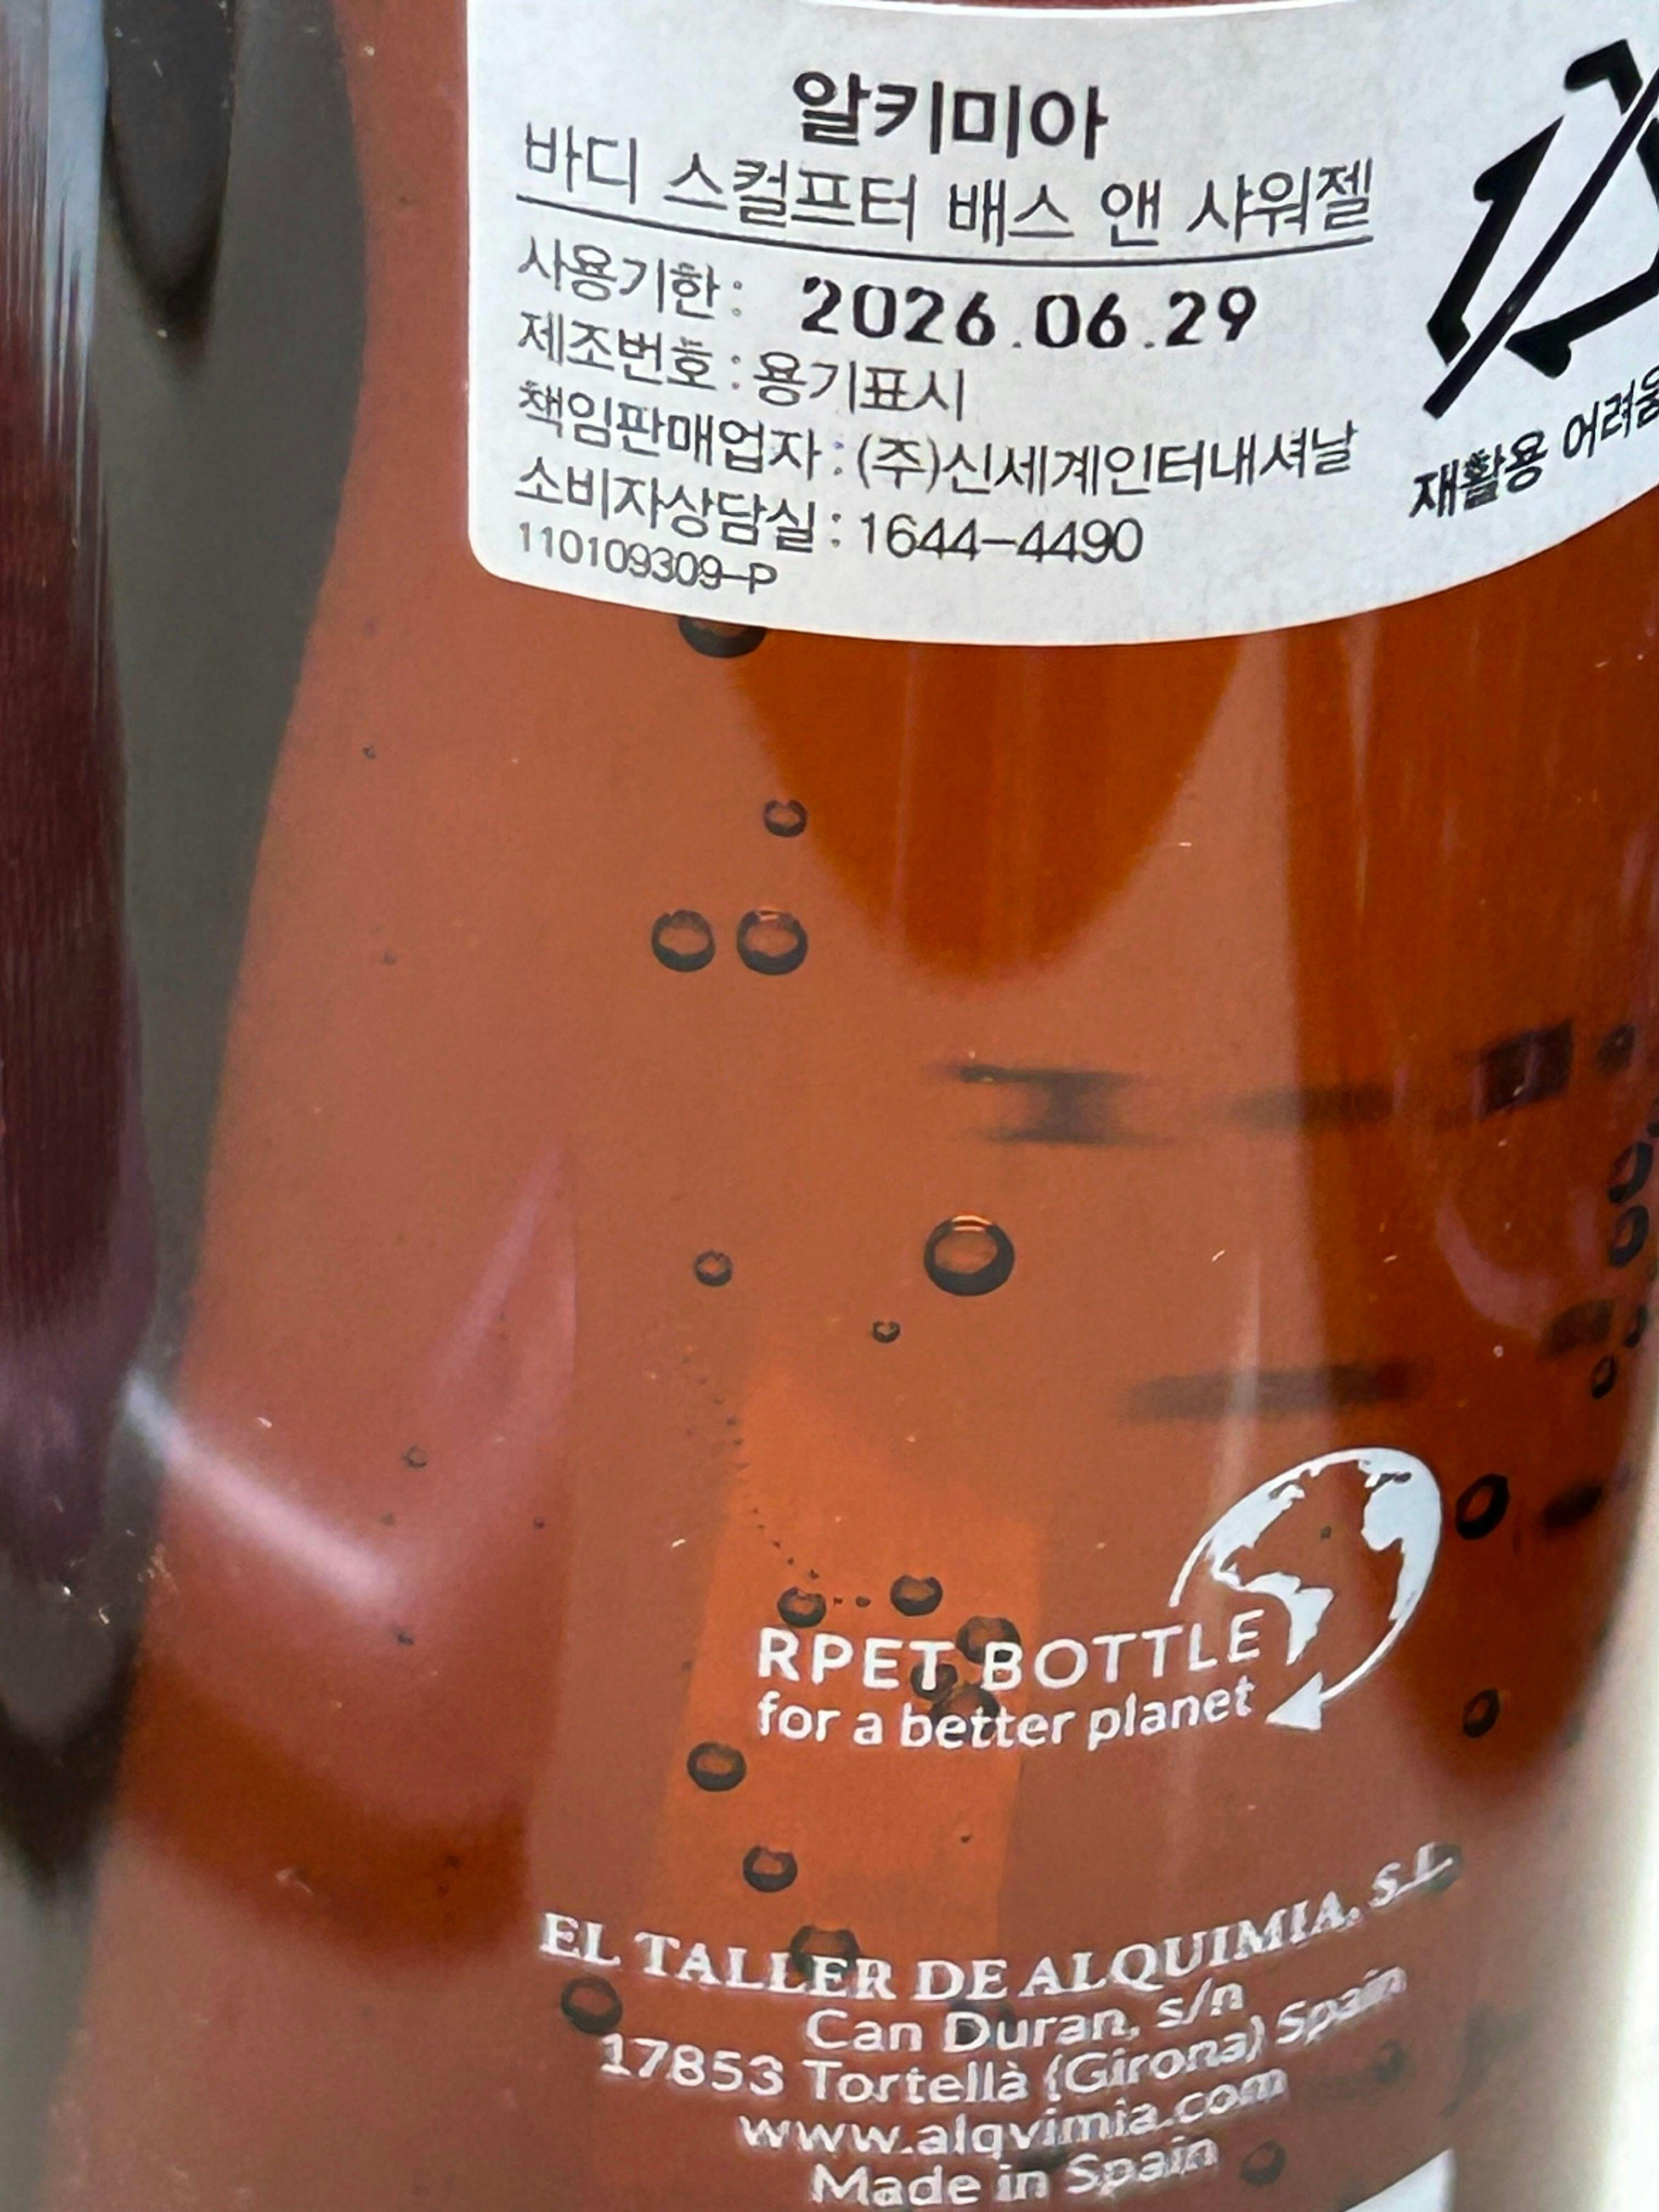 알키미아
바디 스컬프터 배스 앤 샤워젤
사용기한: 2026.06.29
제조번호 : 용기표시
책임판매업자 : (주)신세계인터내셔날
소비자상담실 : 1644-4490
110109309-P
재활용 어려움
RPET BOTTLE
for a better planet
EL TALLER DE ALQUIMIA, S.L.
Can Duran, s/n
17853 Tortellà (Girona) Spain
www.alqvimia.com
Made in Spain